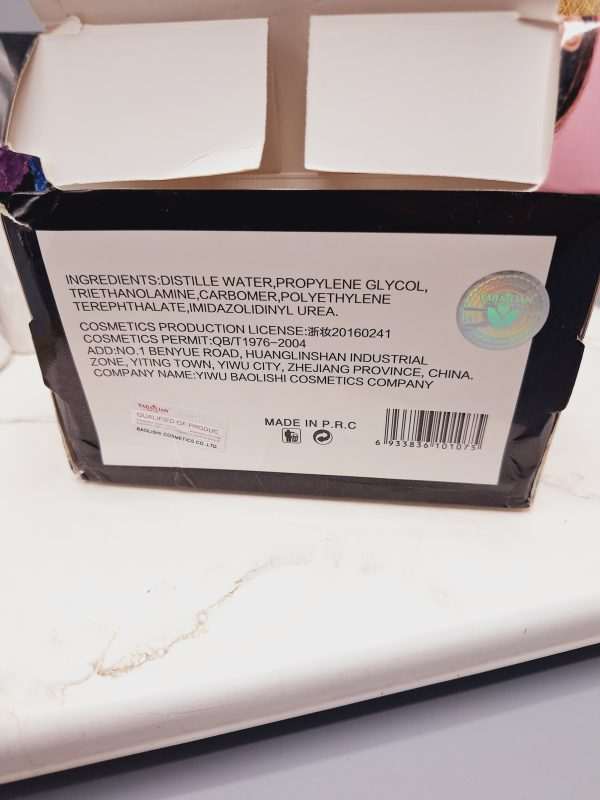 INGREDIENTS:DISTILLE WATER,PROPYLENE GLYCOL,
TRIETHANOLAMINE,CARBOMER,POLYETHYLENE
TEREPHTHALATE,IMIDAZOLIDINYL UREA.
COSMETICS PRODUCTION LICENSE:浙妆20160241
COSMETICS PERMIT:QB/T1976-2004
ADD:NO.1 BENYUE ROAD, HUANGLINSHAN INDUSTRIAL
ZONE, YITING TOWN, YIWU CITY, ZHEJIANG PROVINCE, CHINA.
COMPANY NAME:YIWU BAOLISHI COSMETICS COMPANY
QUALIFIED OF PRODUC
BAOLISHI COSMETICS CO. LTD.
MADE IN P.R.C
6 933836 101075